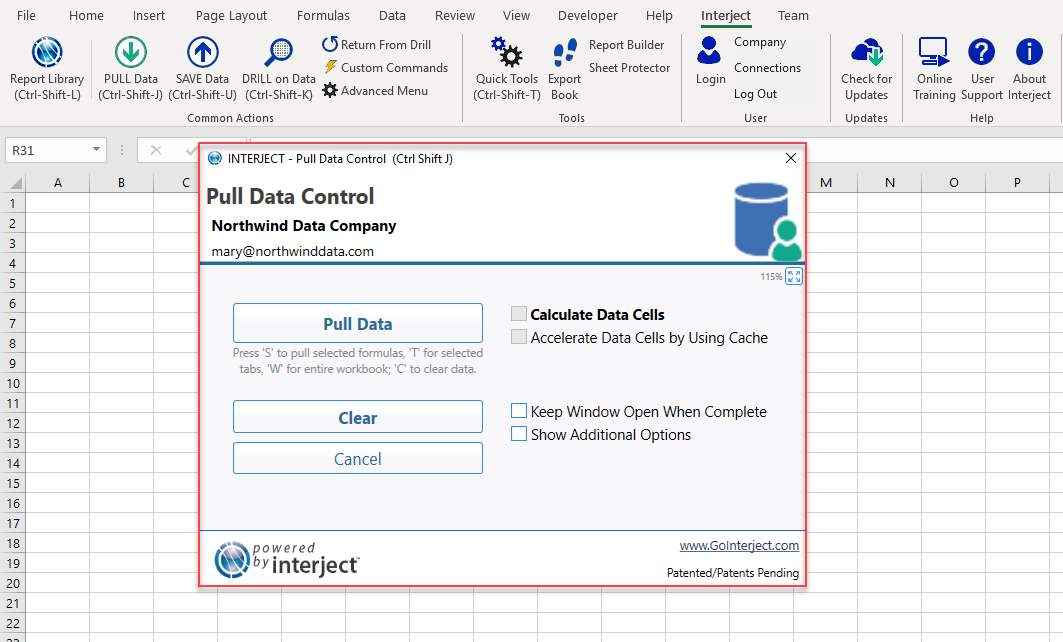 File Home Insert Page Layout Formulas Data Review View Developer Help Interject Team
Report Library
(Ctrl-Shift-L)
PULL Data
(Ctrl-Shift-J)
SAVE Data
(Ctrl-Shift-U)
DRILL on Data
(Ctrl-Shift-K)
Return From Drill
Custom Commands
Advanced Menu
Common Actions
Quick Tools
(Ctrl-Shift-T)
Export
Book
Report Builder
Sheet Protector
Tools
Login
Company
Connections
Log Out
User
Check for
Updates
Updates
Online
Training
User
Support
About
Interject
Help
R31
A B C M N O P
1
2
3
4
5
6
7
8
9
10
11
12
13
14
15
16
17
18
19
20
21
22
INTERJECT - Pull Data Control (Ctrl Shift J)
Pull Data Control
Northwind Data Company
mary@northwinddata.com
115%
Pull Data
Press 'S' to pull selected formulas, 'T' for selected
tabs, 'W' for entire workbook; 'C' to clear data.
Calculate Data Cells
Accelerate Data Cells by Using Cache
Clear
Cancel
Keep Window Open When Complete
Show Additional Options
powered
by interject
www.GoInterject.com
Patented/Patents Pending